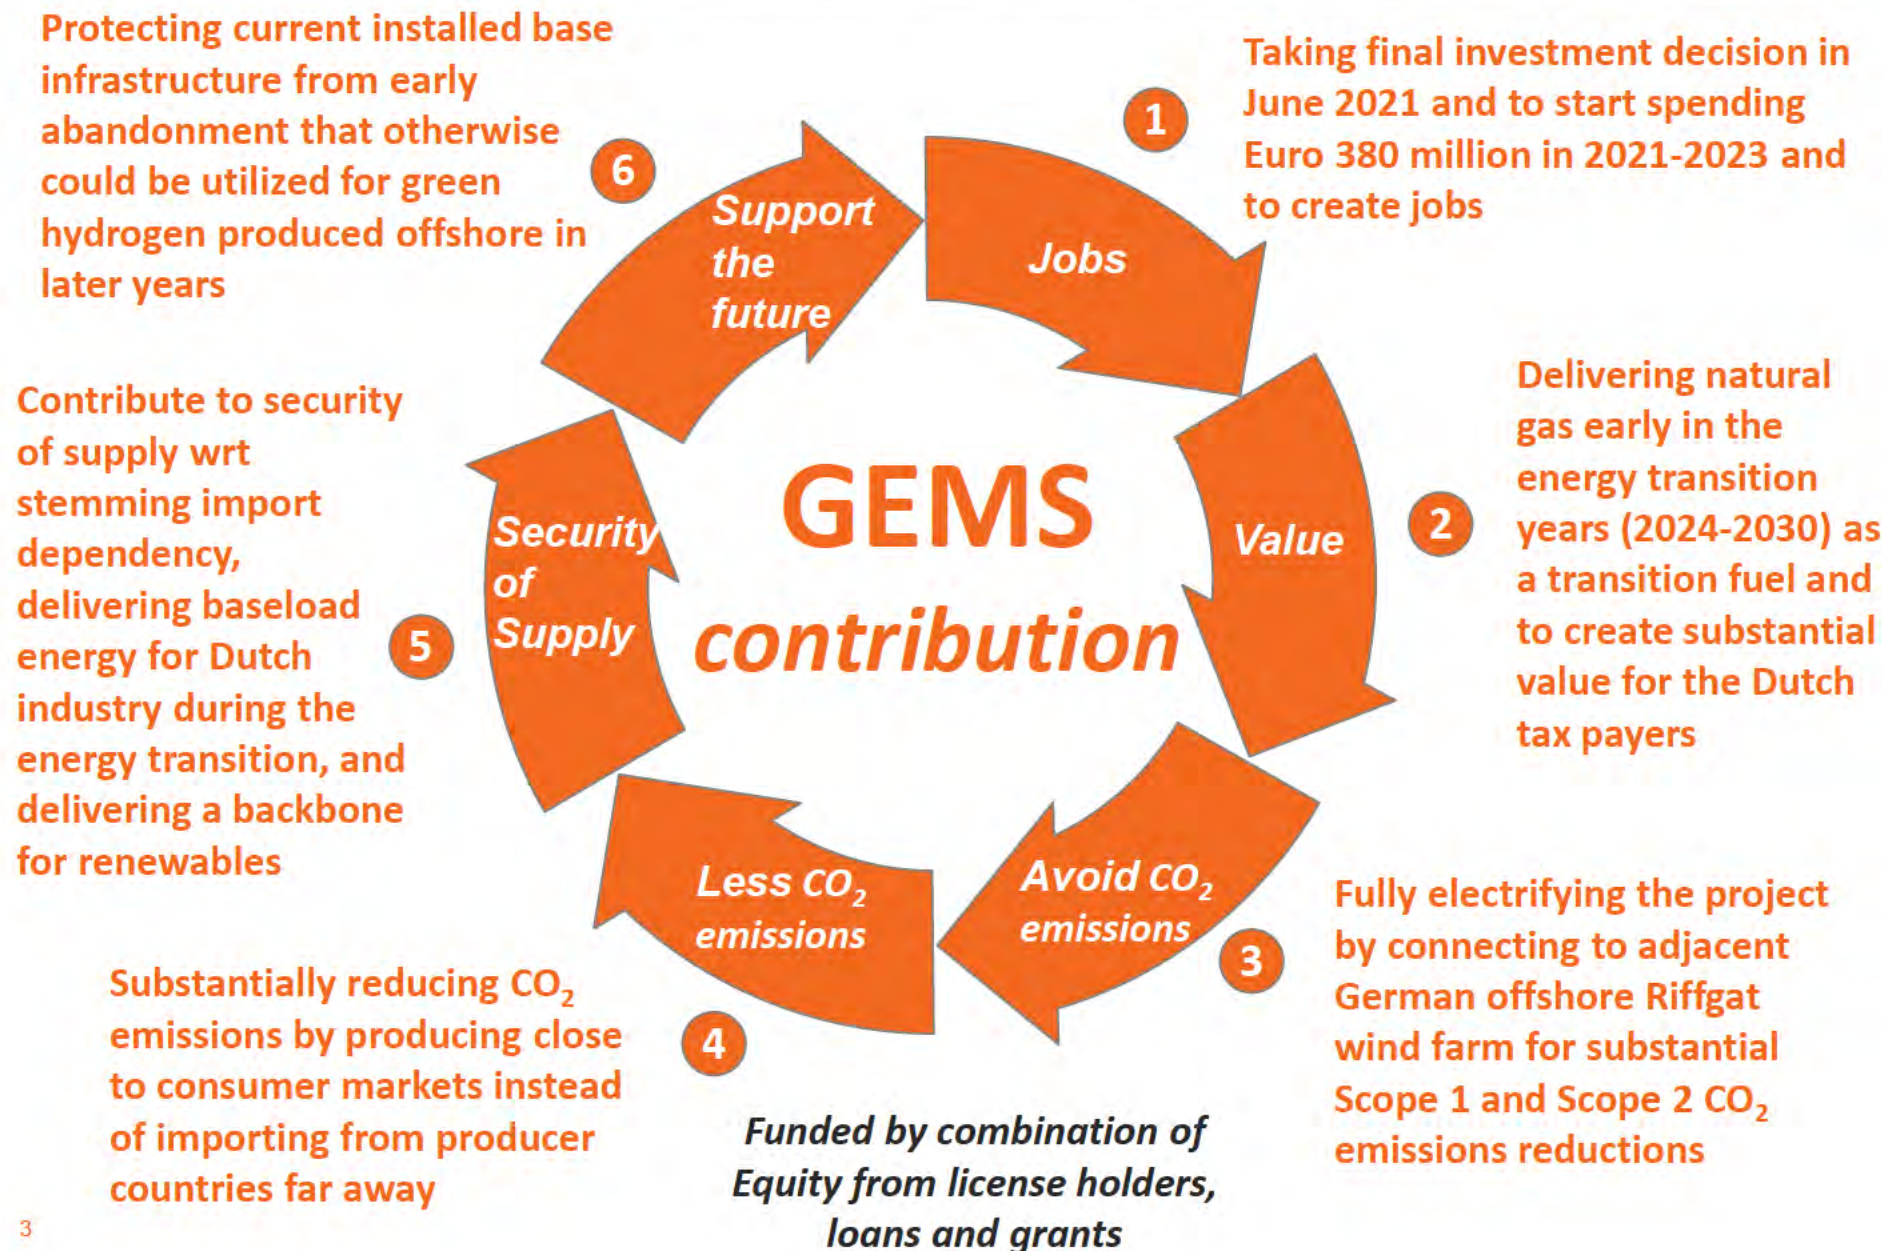 Protecting current installed base
infrastructure from early
abandonment that otherwise
could be utilized for green
hydrogen produced offshore in
later years
6
Support
the
future
1
Taking final investment decision in
June 2021 and to start spending
Euro 380 million in 2021-2023 and
to create jobs
Jobs
Delivering natural
gas early in the
energy transition
years (2024-2030) as
a transition fuel and
to create substantial
value for the Dutch
tax payers
2
Value
GEMS
contribution
Contribute to security
of supply wrt
stemming import
dependency,
delivering baseload
energy for Dutch
industry during the
energy transition, and
delivering a backbone
for renewables
5
Security
of
Supply
Less CO₂
emissions
Avoid CO₂
emissions
3
Fully electrifying the project
by connecting to adjacent
German offshore Riffgat
wind farm for substantial
Scope 1 and Scope 2 CO₂
emissions reductions
4
Substantially reducing CO₂
emissions by producing close
to consumer markets instead
of importing from producer
countries far away
Funded by combination of
Equity from license holders,
loans and grants
3